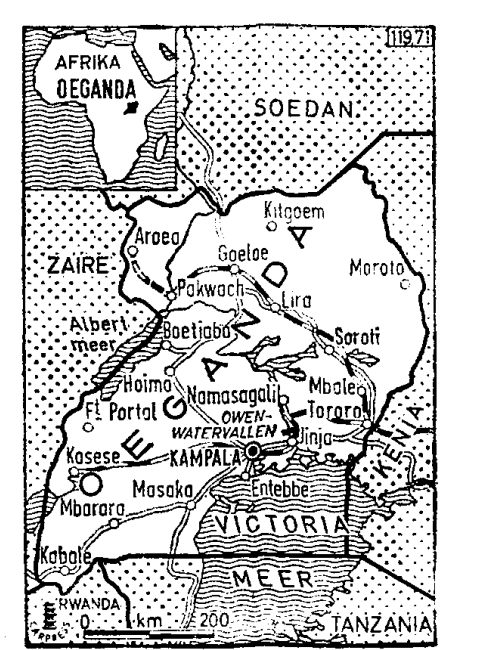 1197
AFRIKA
OEGANDA
SOEDAN
Kitgoem
Aroea
Goeloe
ZAIRE
Moroto
Pakwach
Lira
Albert
meer
Boetiaba
Soroti
OEGANDA
Hoima
Namasagali
Mbale
Ft. Portal
OWEN-
WATERVALLEN
Tororo
Jinja
KENIA
Kasese
KAMPALA
Masaka
Entebbe
Mbarara
VICTORIA
Kabale
MEER
RWANDA
0 km 200
TANZANIA